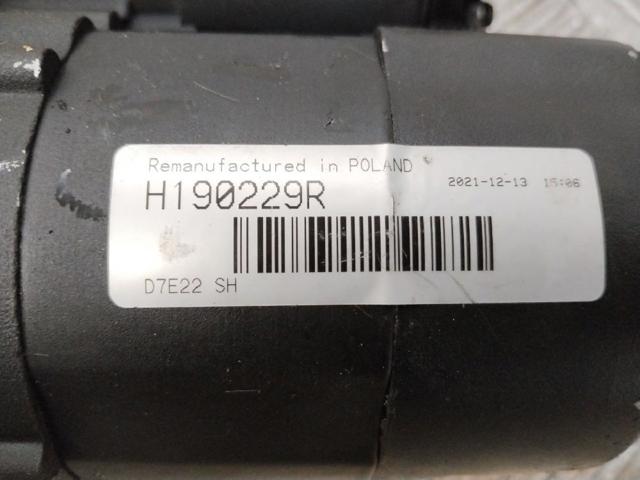 Remanufactured in POLAND
2021-12-13 15:06
H190229R
D7E22 SH